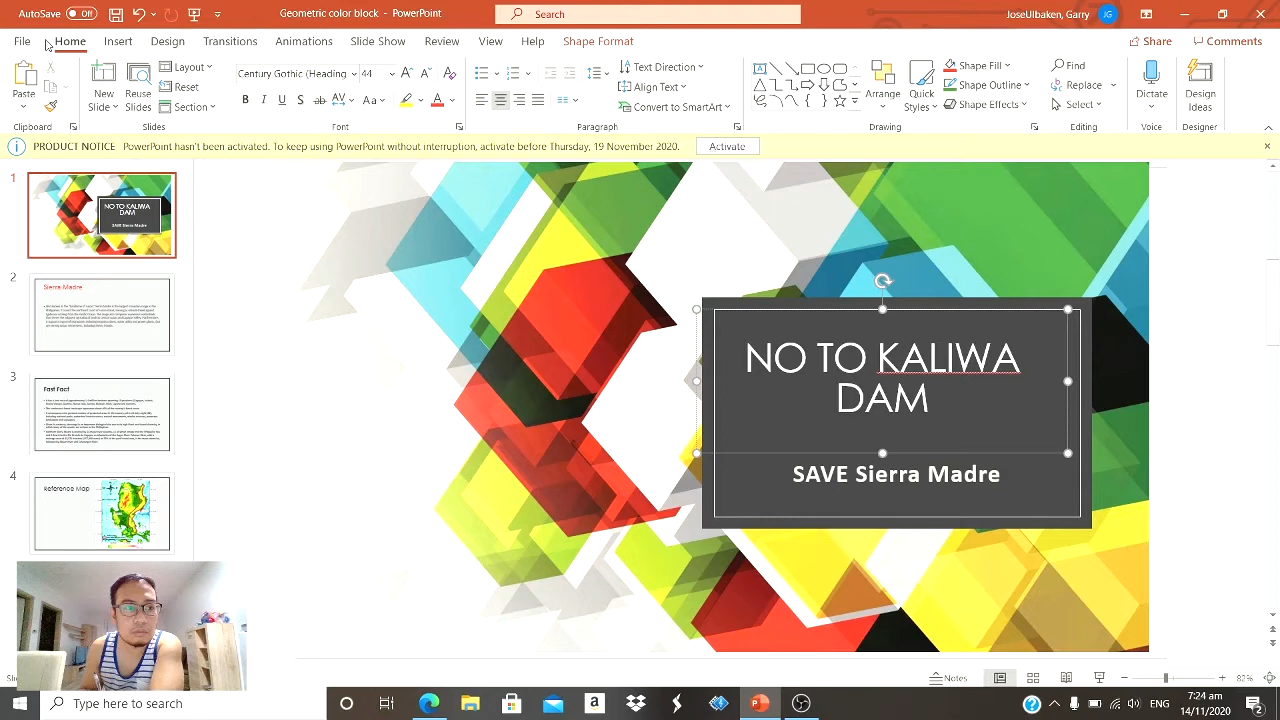 AutoSave Off
Geometric color block - PowerPoint
Search
JoseUlbaken, Garry
JG
File Home Insert Design Transitions Animations Slide Show Review View Help Shape Format
Share Comments
Paste
New
Slide
Reuse
Slides
Layout
Reset
Section
Century Gothic (Heading 44
Text Direction
Align Text
Convert to SmartArt
Arrange
Quick
Styles
Shape Fill
Shape Outline
Shape Effects
Find
Replace
Select
Dictate
Design
Ideas
Clipboard Slides Font Paragraph Drawing Editing Voice Designer
PRODUCT NOTICE PowerPoint hasn't been activated. To keep using PowerPoint without interruption, activate before Thursday, 19 November 2020. Activate
1
NO TO KALIWA
DAM
SAVE Sierra Madre
2
Sierra Madre
3
Fast Fact
4
Reference Map
NO TO KALIWA
DAM
SAVE Sierra Madre
Notes
82%
Type here to search
ENG
7:24 am
14/11/2020